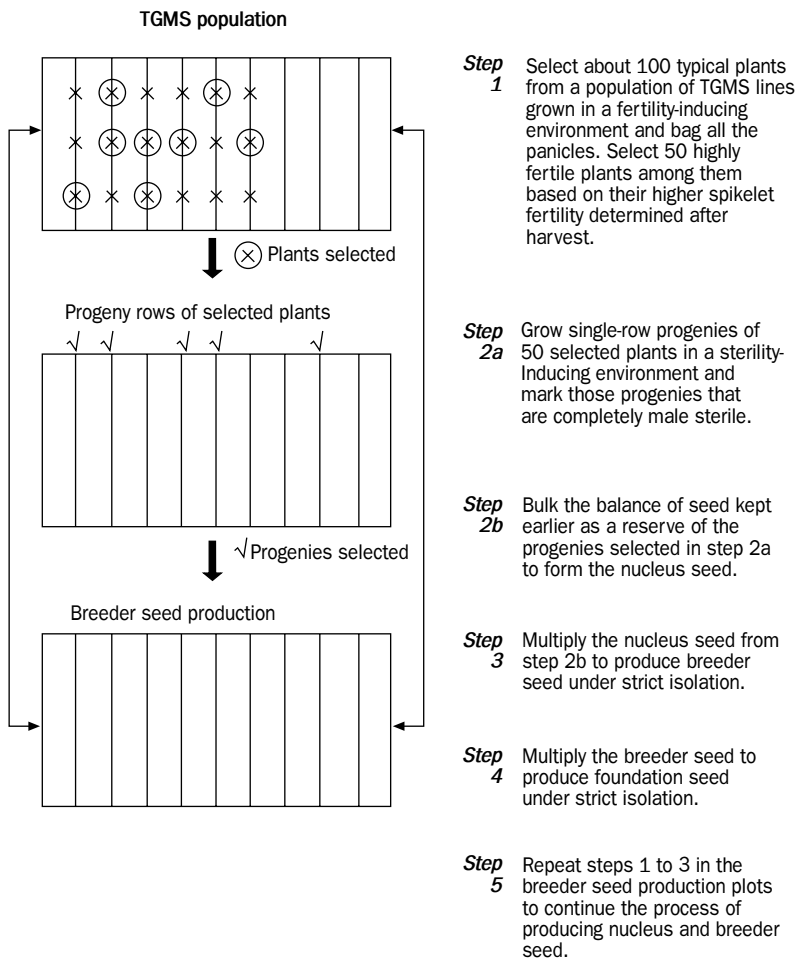 TGMS population
Plants selected
Progeny rows of selected plants
√ √ √ √ √
√ Progenies selected
Breeder seed production
Step 1 Select about 100 typical plants
from a population of TGMS lines
grown in a fertility-inducing
environment and bag all the
panicles. Select 50 highly
fertile plants among them
based on their higher spikelet
fertility determined after
harvest.
Step 2a Grow single-row progenies of
50 selected plants in a sterility-
Inducing environment and
mark those progenies that
are completely male sterile.
Step 2b Bulk the balance of seed kept
earlier as a reserve of the
progenies selected in step 2a
to form the nucleus seed.
Step 3 Multiply the nucleus seed from
step 2b to produce breeder
seed under strict isolation.
Step 4 Multiply the breeder seed to
produce foundation seed
under strict isolation.
Step 5 Repeat steps 1 to 3 in the
breeder seed production plots
to continue the process of
producing nucleus and breeder
seed.